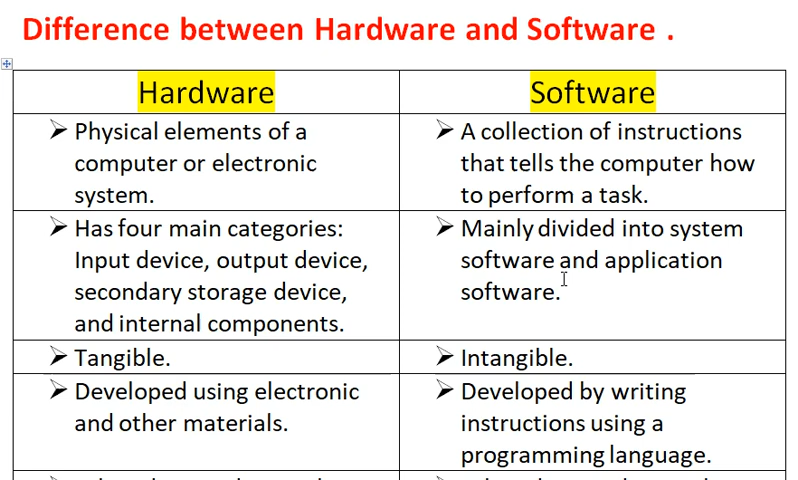 Difference between Hardware and Software .
Hardware
Software
Physical elements of a
computer or electronic
system.
A collection of instructions
that tells the computer how
to perform a task.
Has four main categories:
Input device, output device,
secondary storage device,
and internal components.
Mainly divided into system
software and application
software.
Tangible.
Intangible.
Developed using electronic
and other materials.
Developed by writing
instructions using a
programming language.